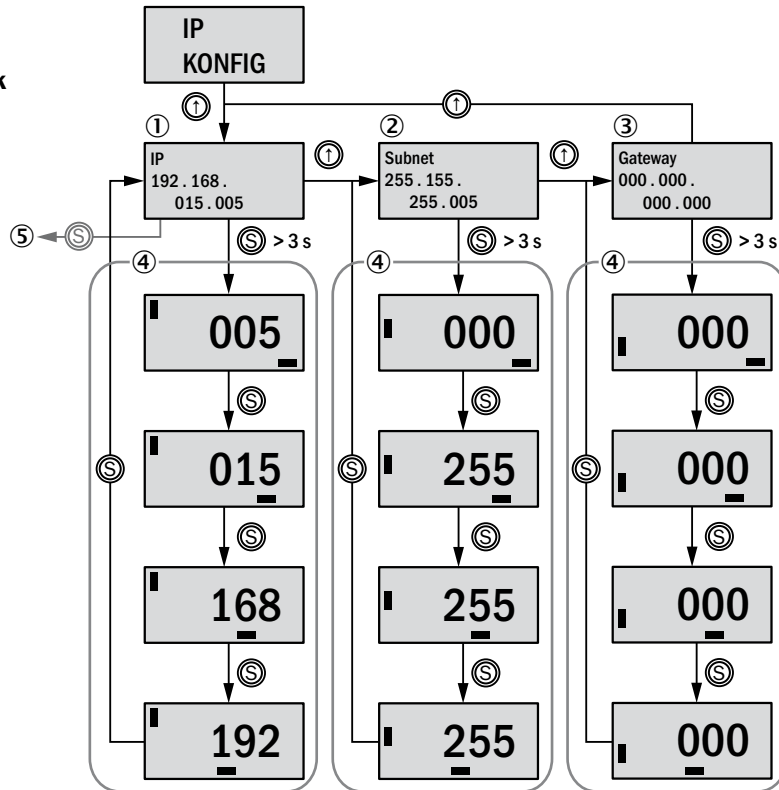 IP
KONFIG
k
↑
↑
① ② ③
IP
192 . 168 .
015 . 005
↑
Subnet
255 . 155 .
255 . 005
↑
Gateway
000 . 000 .
000 . 000
⑤ S
S > 3 s
S > 3 s
S > 3 s
④ ④ ④
005
000
000
S S S
015
255
000
S S S
S S S
168
255
000
S S S
192
255
000